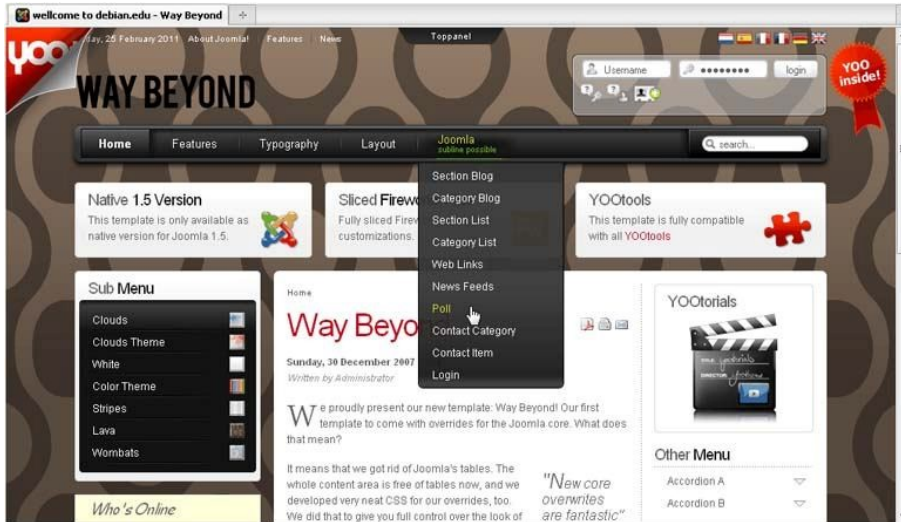 wellcome to debian.edu - Way Beyond
YOO
day, 25 February 2011 About Joomla! Features News
Toppanel
WAY BEYOND
Username
login
YOO
inside!
Home Features Typography Layout Joomla
subline possible
search...
Section Blog
Category Blog
Section List
Category List
Web Links
News Feeds
Poll
Contact Category
Contact Item
Login
Native 1.5 Version
This template is only available as
native version for Joomla 1.5.
Sliced Firew
Fully sliced Firew
customizations.
YOOtools
This template is fully compatible
with all YOOtools
Sub Menu
Clouds
Clouds Theme
White
Color Theme
Stripes
Lava
Wombats
Who's Online
Home
Way Beyo
Sunday, 30 December 2007
Written by Administrator
We proudly present our new template: Way Beyond! Our first
template to come with overrides for the Joomla core. What does
that mean?
It means that we got rid of Joomla's tables. The
whole content area is free of tables now, and we
developed very neat CSS for our overrides, too.
We did that to give you full control over the look of
"New core
overwrites
are fantastic"
YOOtorials
Other Menu
Accordion A
Accordion B